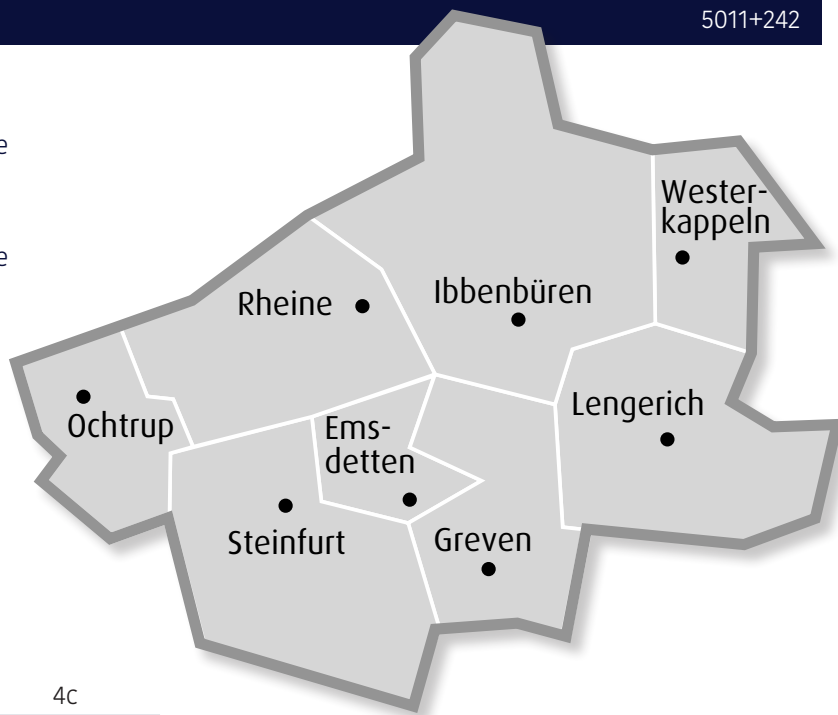 5011+242
e
e
Wester-
kappeln
Rheine
Ibbenbüren
Ochtrup
Ems-
detten
Lengerich
Steinfurt
Greven
4c